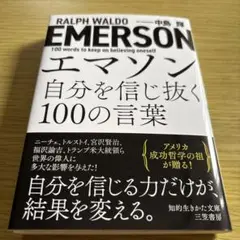 RALPH WALDO
中島 輝
EMERSON
100 words to keep on believing oneself
エマソン
自分を信じ抜く
100の言葉
ニーチェ、トルストイ、宮沢賢治、
福沢諭吉、トランプ米大統領ら
世界の偉人に
多大な影響を与えた!
アメリカ
成功哲学の祖
が贈る!
自分を信じる力だけが、
結果を変える。
知的生きかた文庫
三笠書房